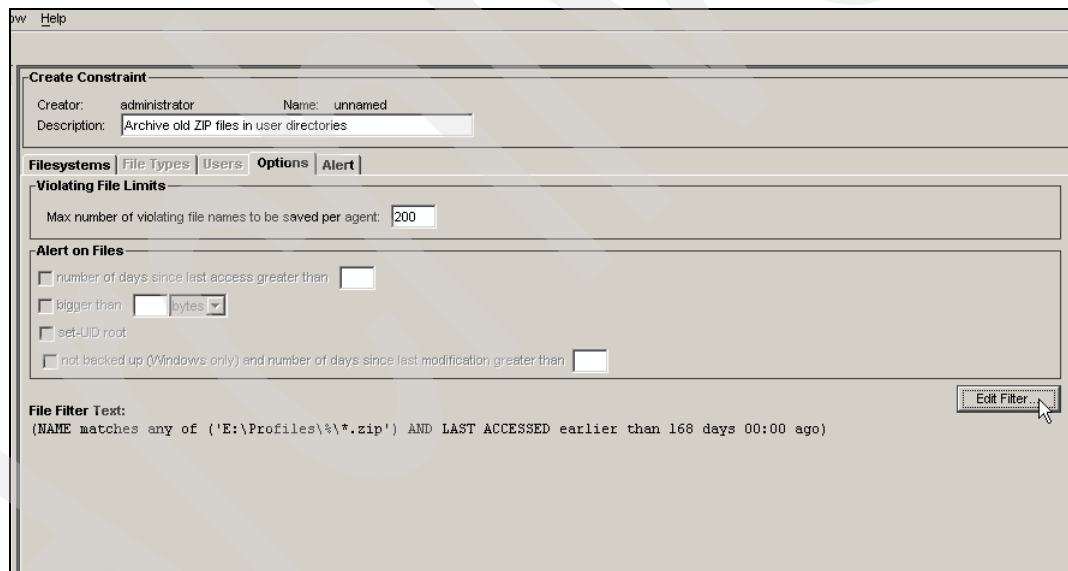 ow Help
Create Constraint
Creator: administrator Name: unnamed
Description: Archive old ZIP files in user directories
Filesystems File Types Users Options Alert
Violating File Limits
Max number of violating file names to be saved per agent: 200
Alert on Files
number of days since last access greater than
bigger than bytes
set-UID root
not backed up (Windows only) and number of days since last modification greater than
Edit Filter...
File Filter Text:
(NAME matches any of ('E:\Profiles\%\*.zip') AND LAST ACCESSED earlier than 168 days 00:00 ago)